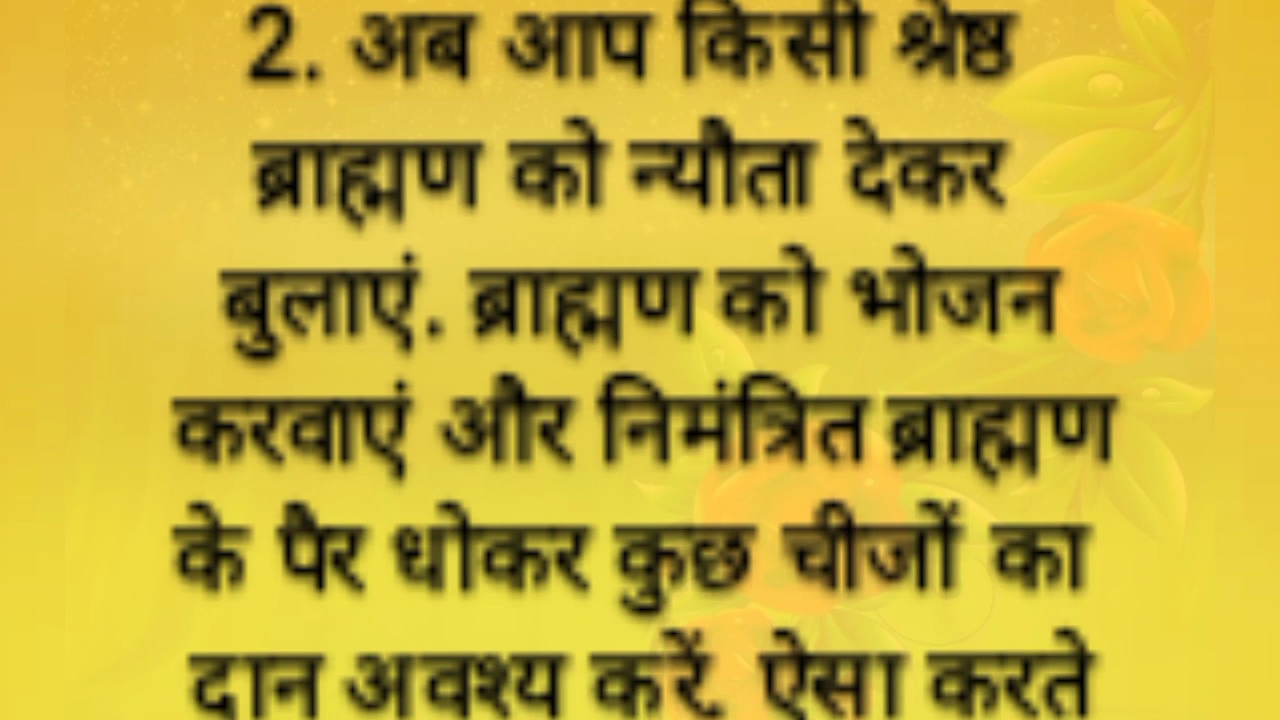 2. अब आप किसी श्रेष्ठ
ब्राह्मण को न्यौता देकर
बुलाएं. ब्राह्मण को भोजन
करवाएं और निमंत्रित ब्राह्मण
के पैर धोकर कुछ चीजों का
दान अवश्य करें. ऐसा करते